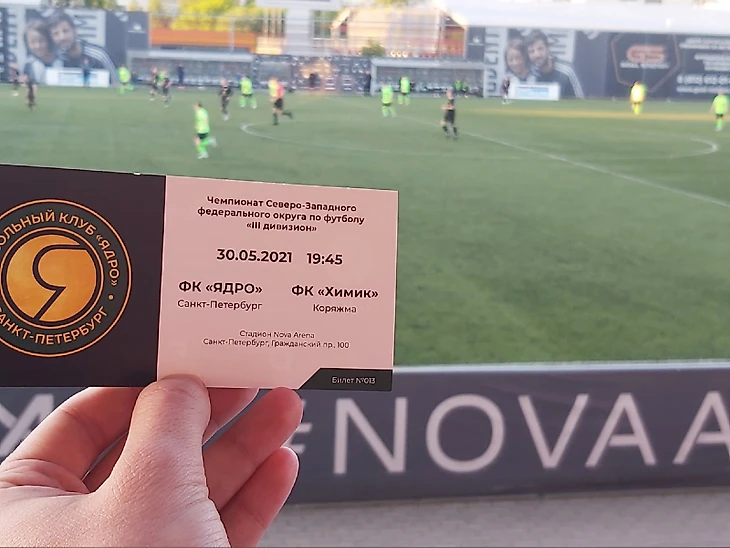 ФУТБОЛЬНЫЙ КЛУБ «ЯДРО»
САНКТ-ПЕТЕРБУРГ
Чемпионат Северо-Западного
федерального округа по футболу
«III дивизион»
30.05.2021 19:45
ФК «ЯДРО» ФК «Химик»
Санкт-Петербург Коряжма
Стадион Nova Arena
Санкт-Петербург, Гражданский пр., 100
Билет №013
#NOVAA